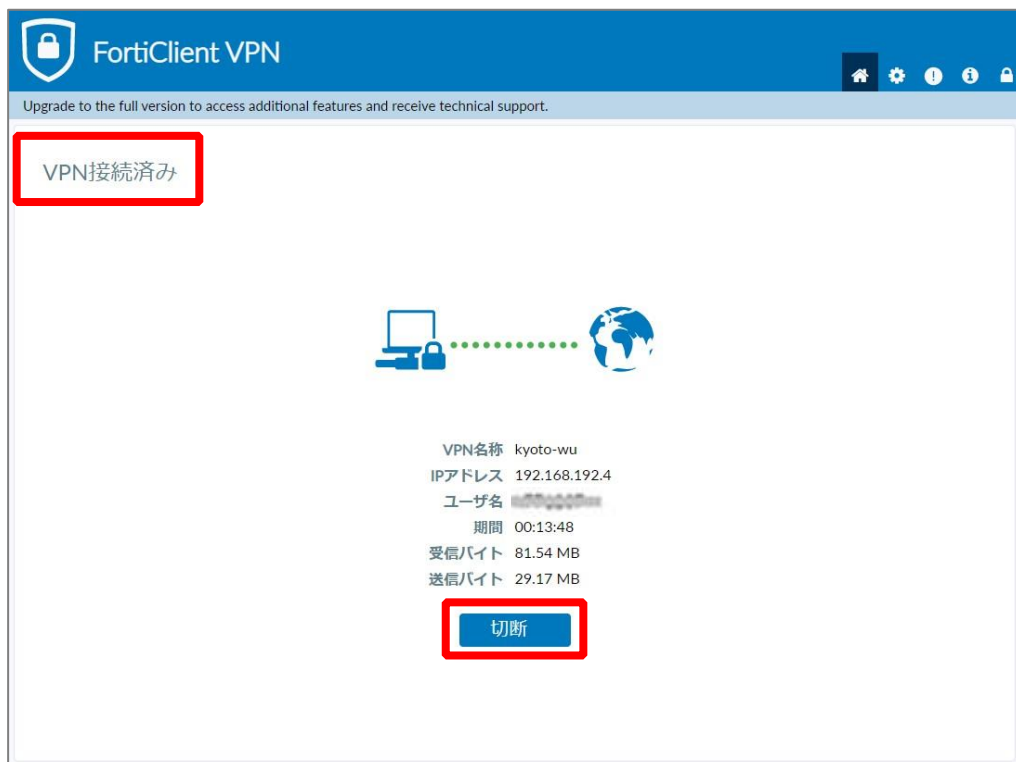 FortiClient VPN
Upgrade to the full version to access additional features and receive technical support.
VPN接続済み
VPN名称 kyoto-wu
IPアドレス 192.168.192.4
ユーザ名
期間 00:13:48
受信バイト 81.54 MB
送信バイト 29.17 MB
切断